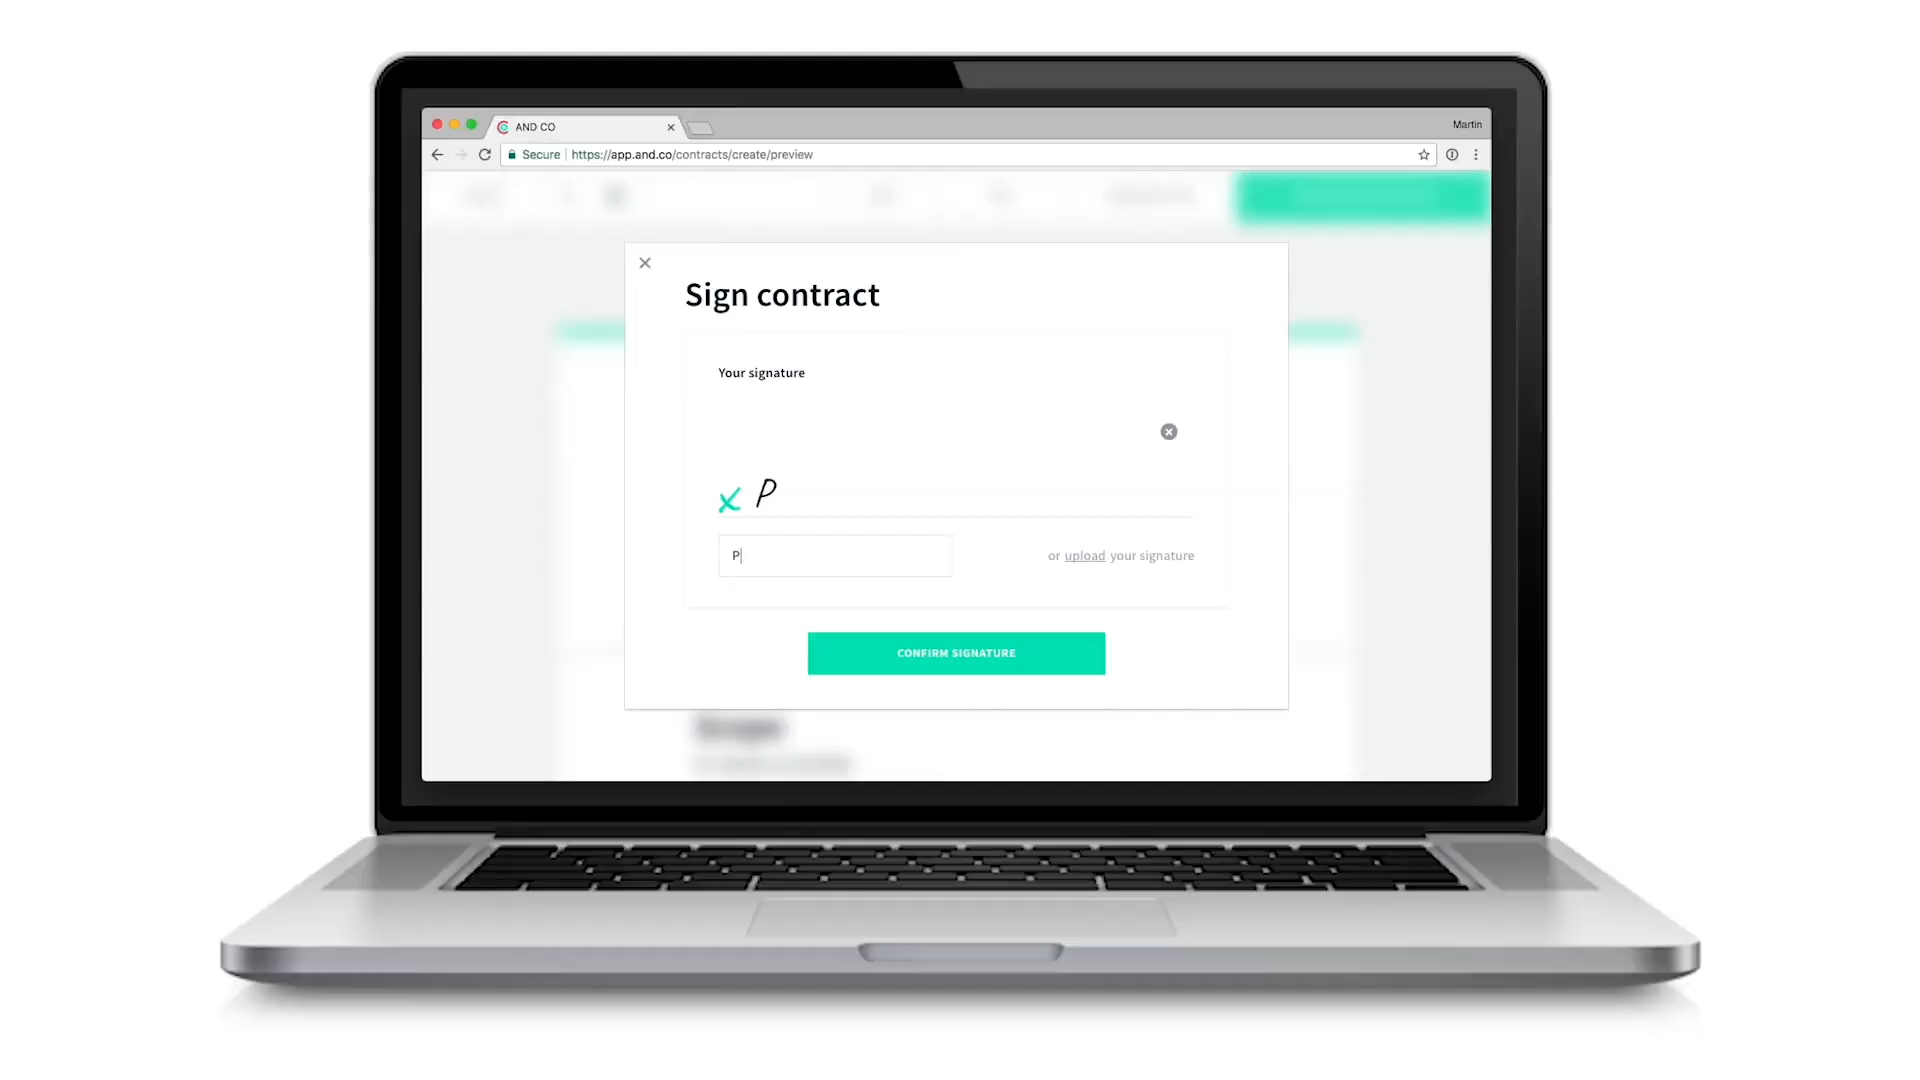 AND CO
Martin
Secure https://app.and.co/contracts/create/preview
Sign contract
Your signature
P
P
or upload your signature
CONFIRM SIGNATURE